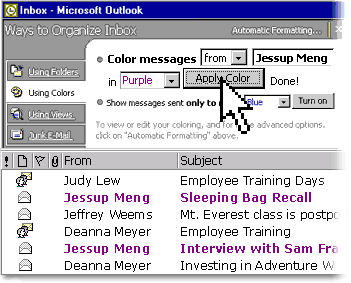 Inbox - Microsoft Outlook
Ways to Organize Inbox Automatic Formatting...
Using Folders
Using Colors
Using Views
Junk E-Mail
Color messages from Jessup Meng
in Purple Apply Color Done!
Show messages sent only to Blue Turn on
To view or edit your coloring, and for advanced options,
click on "Automatic Formatting" above.
! From Subject
Judy Lew Employee Training Days
Jessup Meng Sleeping Bag Recall
Jeffrey Weems Mt. Everest class is postpo
Deanna Meyer Employee Training
Jessup Meng Interview with Sam Fra
Deanna Meyer Investing in Adventure W